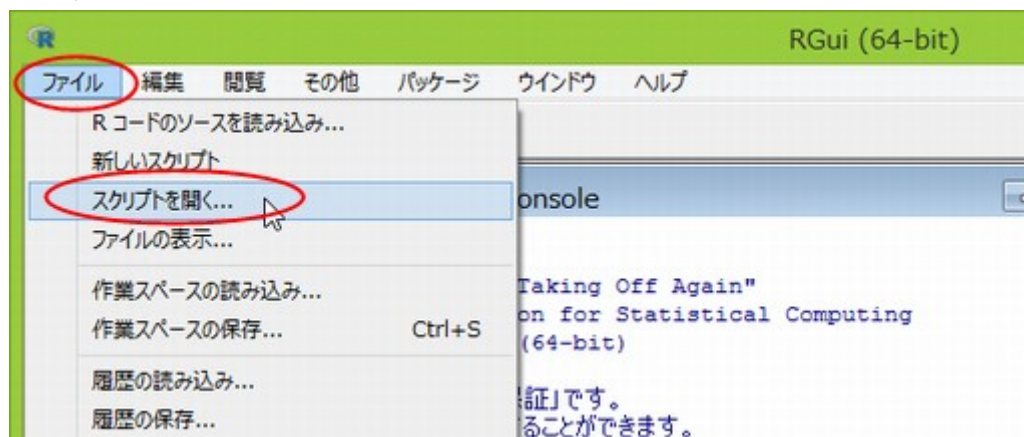 R
RGui (64-bit)
ファイル 編集 閲覧 その他 パッケージ ウインドウ ヘルプ
R コードのソースを読み込み...
新しいスクリプト
スクリプトを開く...
ファイルの表示...
作業スペースの読み込み...
作業スペースの保存... Ctrl+S
履歴の読み込み...
履歴の保存...
onsole
Taking Off Again"
on for Statistical Computing
(64-bit)
証」です。
ることができます。